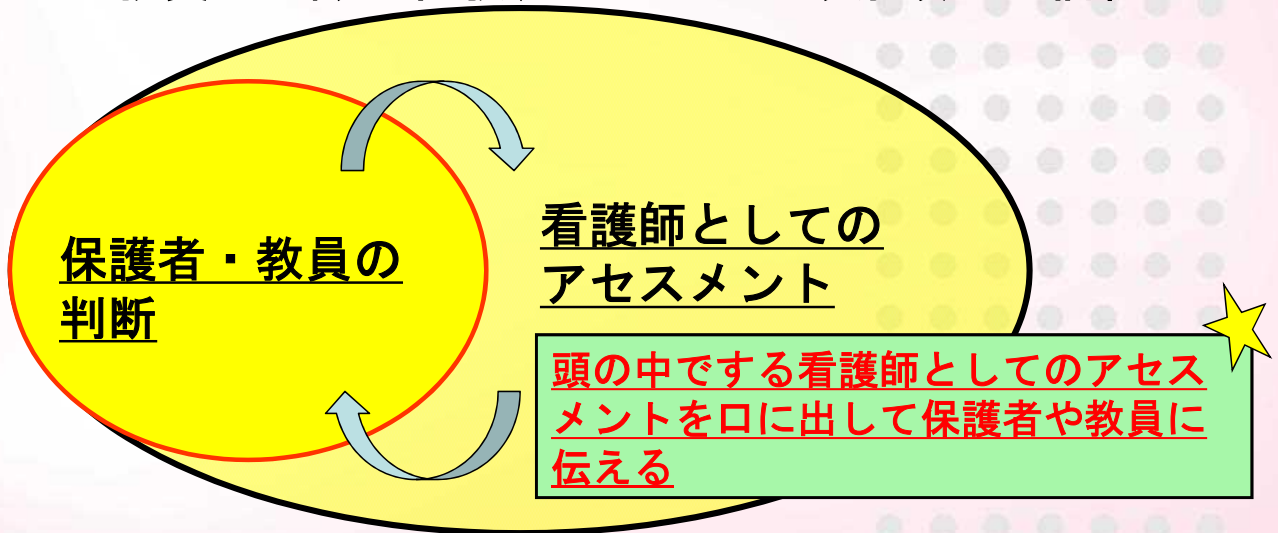 保護者・教員の
判断
看護師としての
アセスメント
頭の中でする看護師としてのアセス
メントを口に出して保護者や教員に
伝える